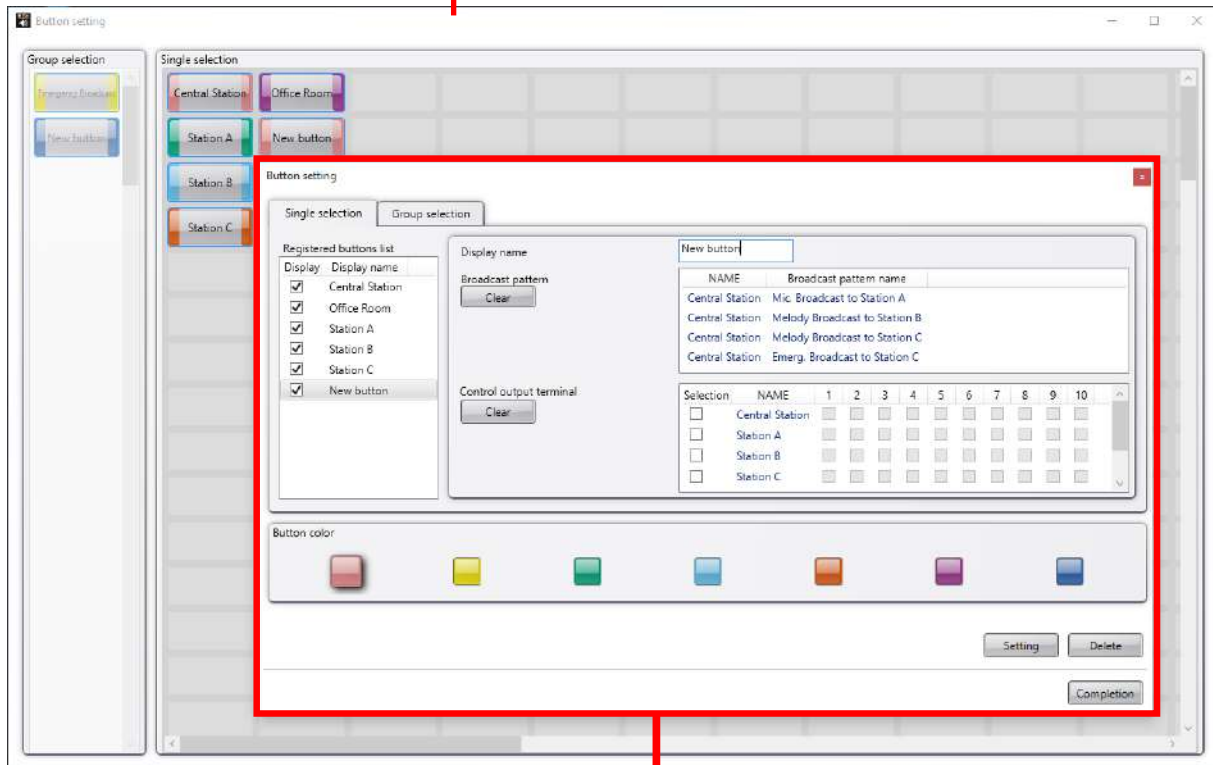 Button setting
Group selection
Single selection
Emergency Broadcast
Central Station
Office Room
New button
Station A
New button
Station B
Station C
Button setting
Single selection
Group selection
Registered buttons list
Display Display name
Central Station
Office Room
Station A
Station B
Station C
New button
Display name
New button
Broadcast pattern
Clear
NAME Broadcast pattern name
Central Station Mic. Broadcast to Station A
Central Station Melody Broadcast to Station B
Central Station Melody Broadcast to Station C
Central Station Emerg. Broadcast to Station C
Control output terminal
Clear
Selection NAME 1 2 3 4 5 6 7 8 9 10
Central Station
Station A
Station B
Station C
Button color
Setting
Delete
Completion